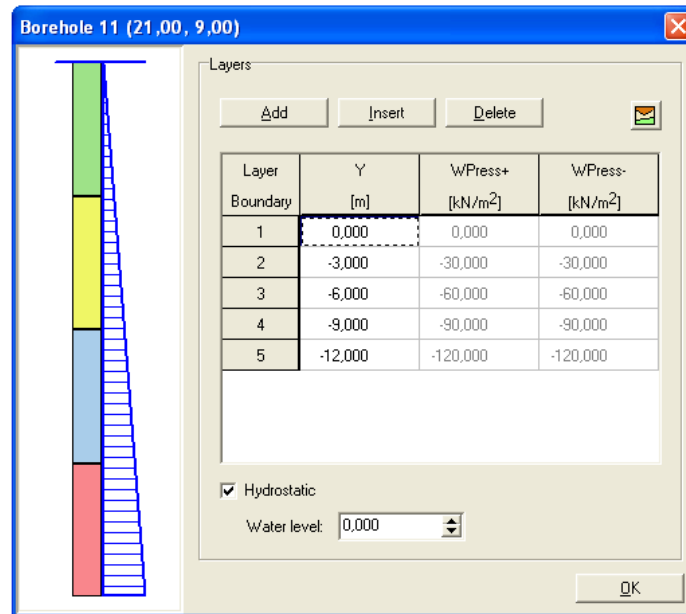 Borehole 11 (21,00, 9,00)
Layers
Add Insert Delete
Layer Y WPress+ WPress-
Boundary [m] [kN/m²] [kN/m²]
1 0,000 0,000 0,000
2 -3,000 -30,000 -30,000
3 -6,000 -60,000 -60,000
4 -9,000 -90,000 -90,000
5 -12,000 -120,000 -120,000
Hydrostatic
Water level: 0,000
OK